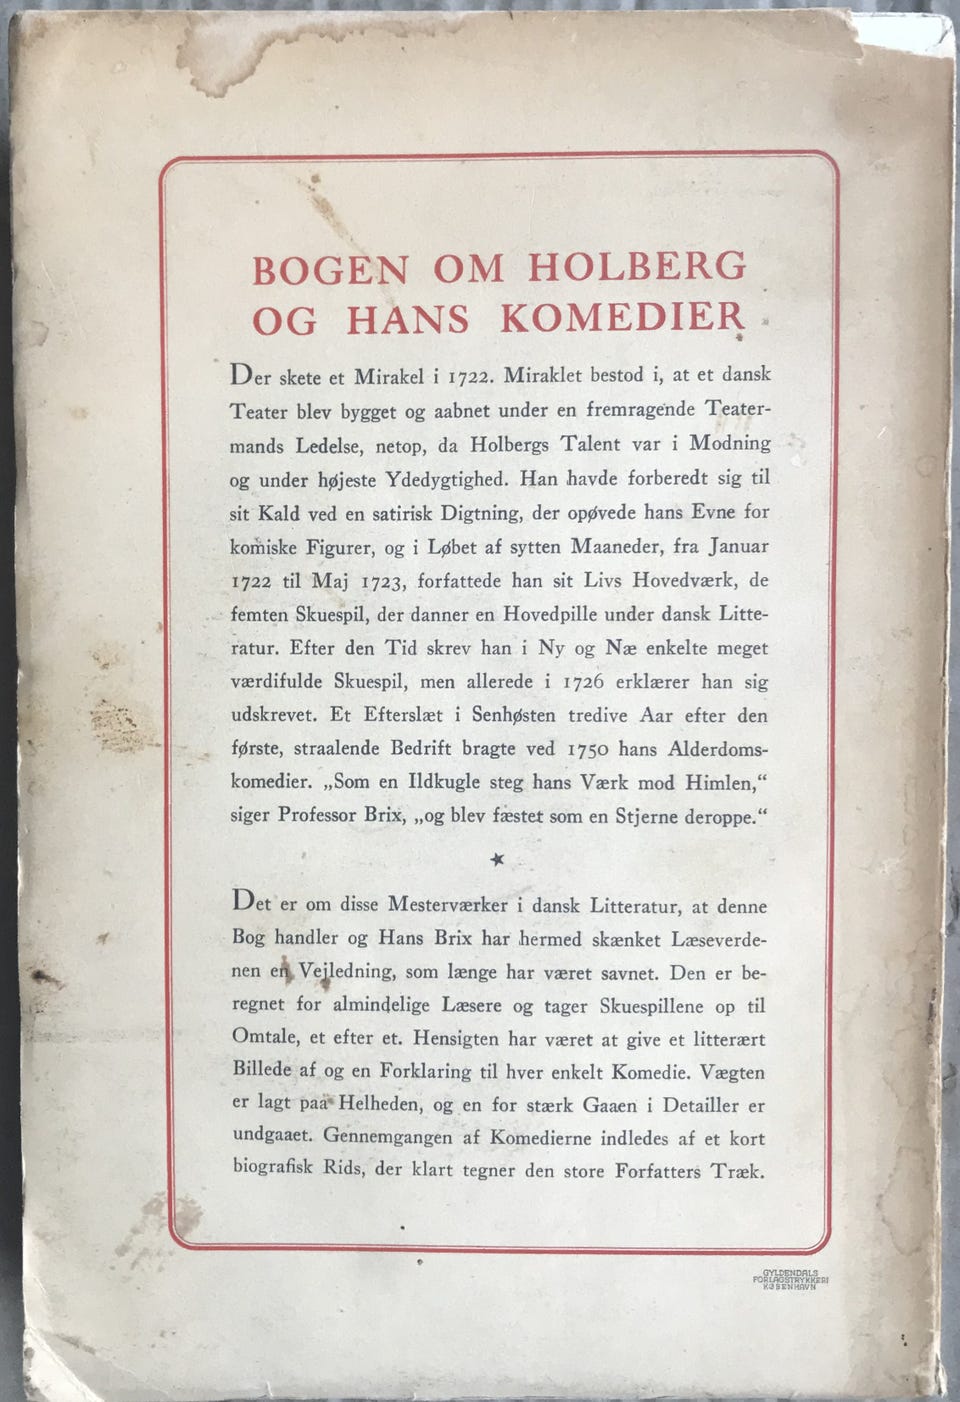 BOGEN OM HOLBERG
OG HANS KOMEDIER
Der skete et Mirakel i 1722. Miraklet bestod i, at et dansk
Teater blev bygget og aabnet under en fremragende Teater-
mands Ledelse, netop, da Holbergs Talent var i Modning
og under højeste Ydedygtighed. Han havde forberedt sig til
sit Kald ved en satirisk Digtning, der opøvede hans Evne for
komiske Figurer, og i Løbet af sytten Maaneder, fra Januar
1722 til Maj 1723, forfattede han sit Livs Hovedværk, de
femten Skuespil, der danner en Hovedpille under dansk Litte-
ratur. Efter den Tid skrev han i Ny og Næ enkelte meget
værdifulde Skuespil, men allerede i 1726 erklærer han sig
udskrevet. Et Efterslæt i Senhøsten tredive Aar efter den
første, straalende Bedrift bragte ved 1750 hans Alderdoms-
komedier. „Som en Ildkugle steg hans Værk mod Himlen,“
siger Professor Brix, „og blev fæstet som en Stjerne deroppe.“
Det er om disse Mesterværker i dansk Litteratur, at denne
Bog handler og Hans Brix har hermed skænket Læseverde-
nen en Vejledning, som længe har været savnet. Den er be-
regnet for almindelige Læsere og tager Skuespillene op til
Omtale, et efter et. Hensigten har været at give et litterært
Billede af og en Forklaring til hver enkelt Komedie. Vægten
er lagt paa Helheden, og en for stærk Gaaen i Detailler er
undgaaet. Gennemgangen af Komedierne indledes af et kort
biografisk Rids, der klart tegner den store Forfatters Træk.
GYLDENDALS
FORLAGSTRYKKERI
KØBENHAVN